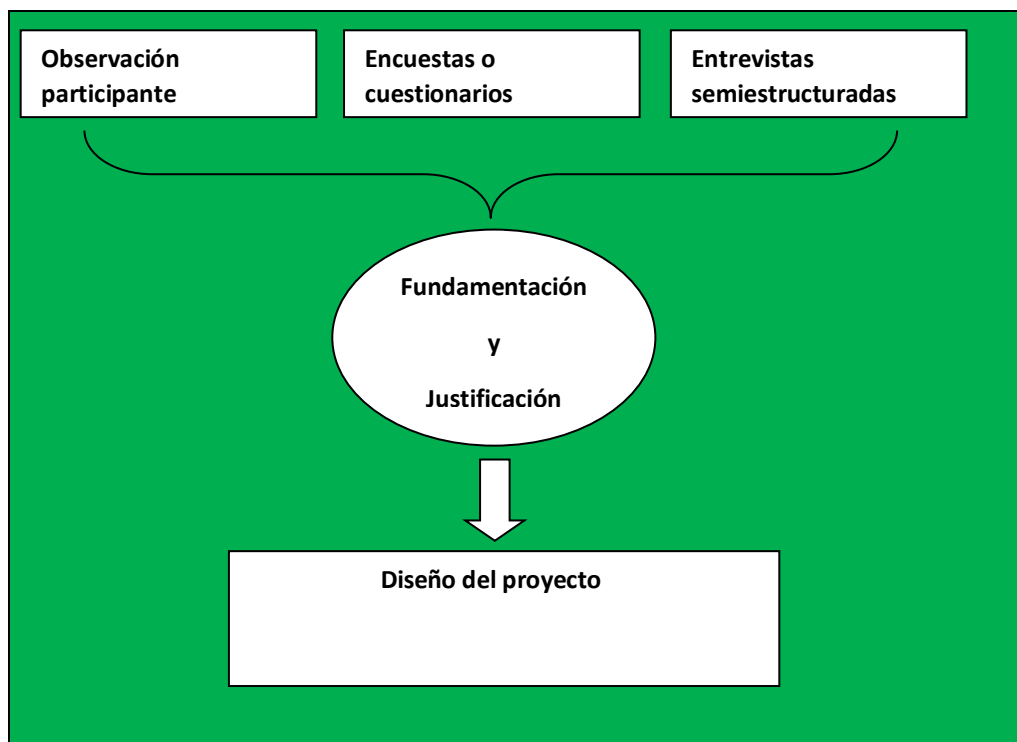 Observación
participante
Encuestas o
cuestionarios
Entrevistas
semiestructuradas
Fundamentación
y
Justificación
Diseño del proyecto